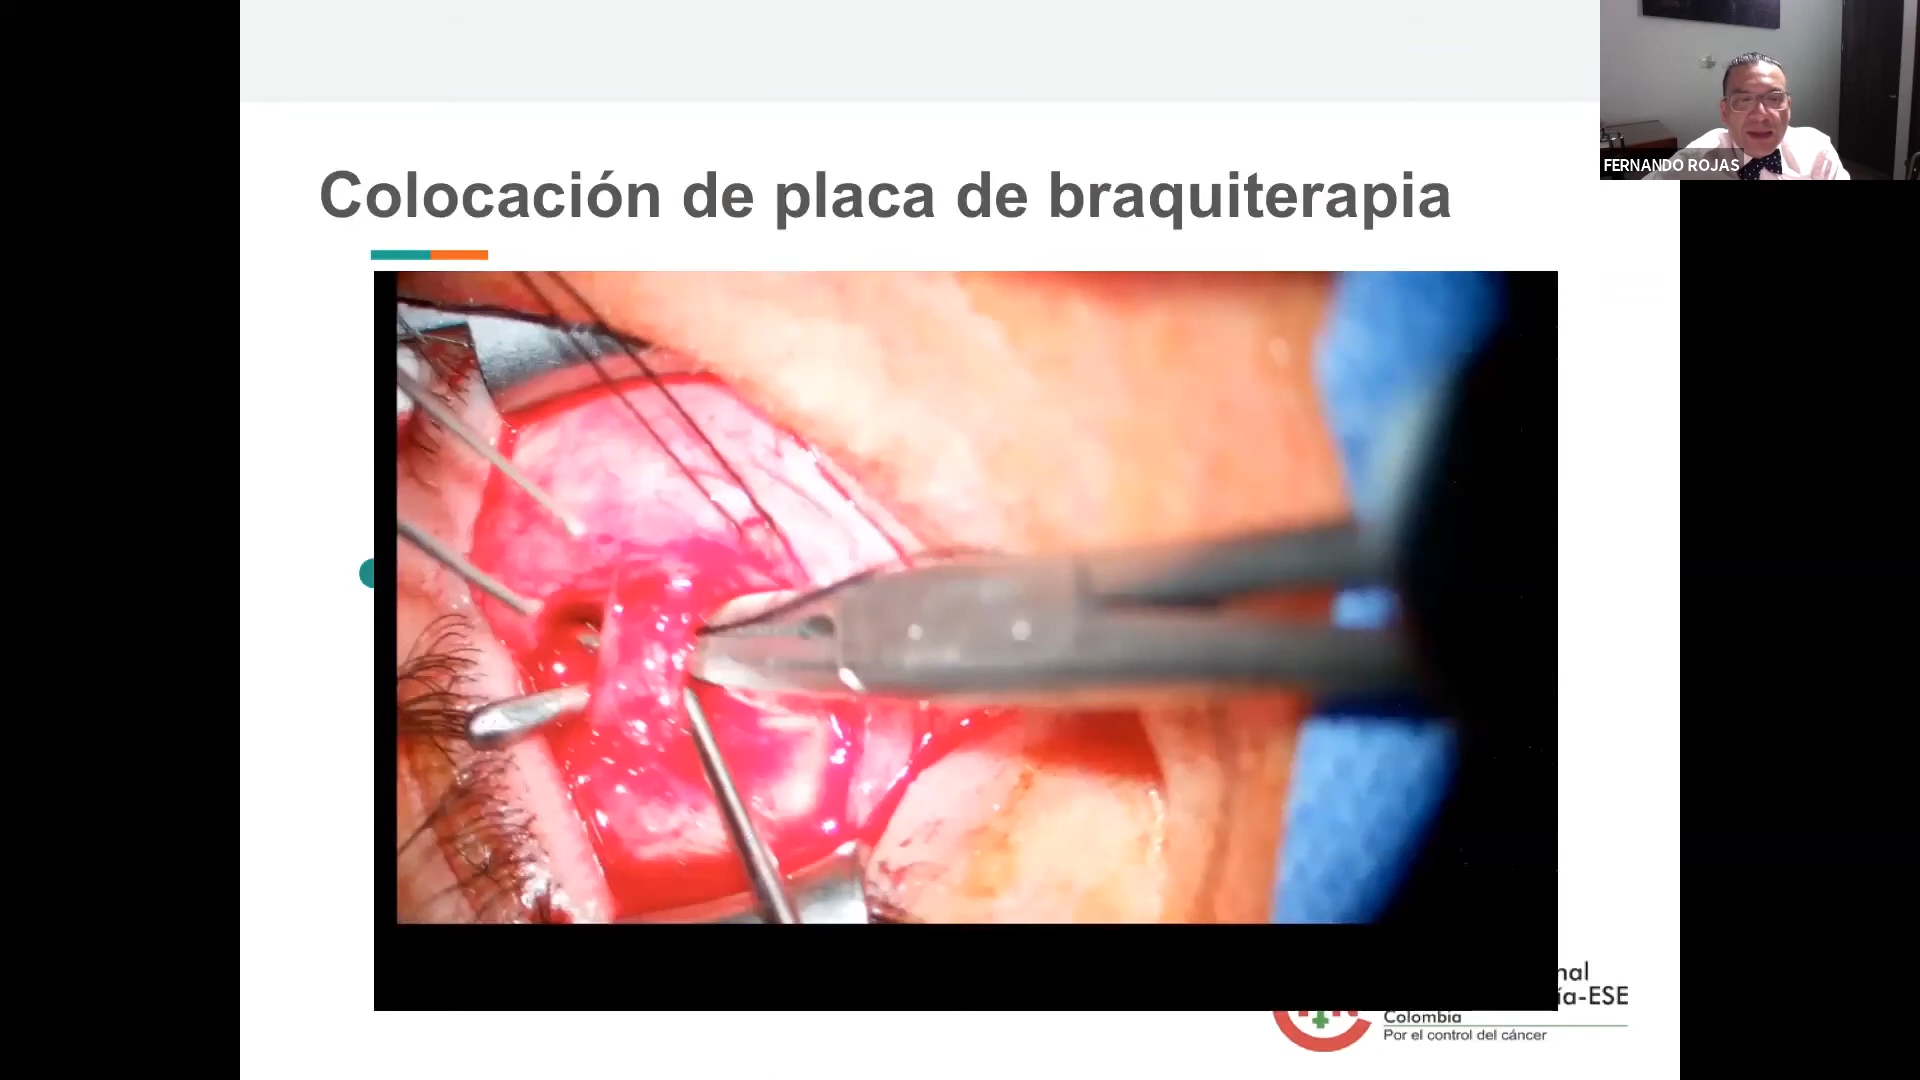 FERNANDO ROJAS
Colocación de placa de braquiterapia
nal
ía-ESE
Colombia
Por el control del cáncer